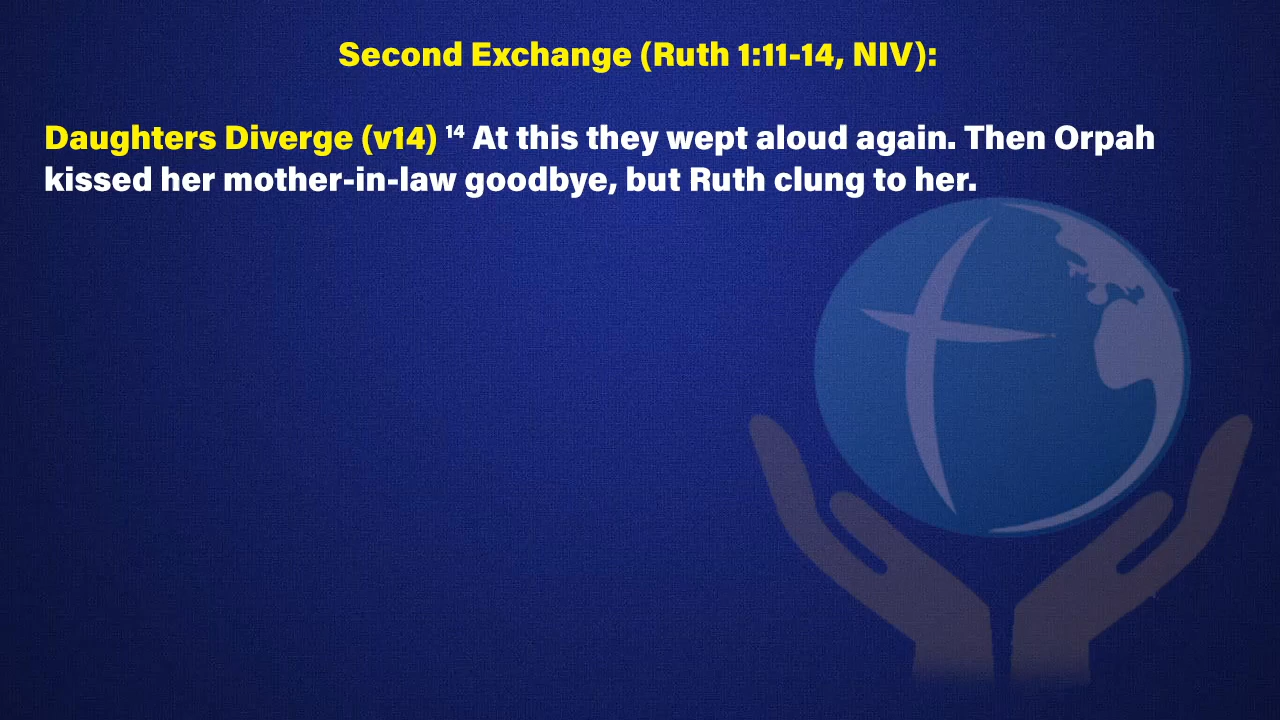 Second Exchange (Ruth 1:11-14, NIV):
Daughters Diverge (v14) ¹⁴ At this they wept aloud again. Then Orpah
kissed her mother-in-law goodbye, but Ruth clung to her.